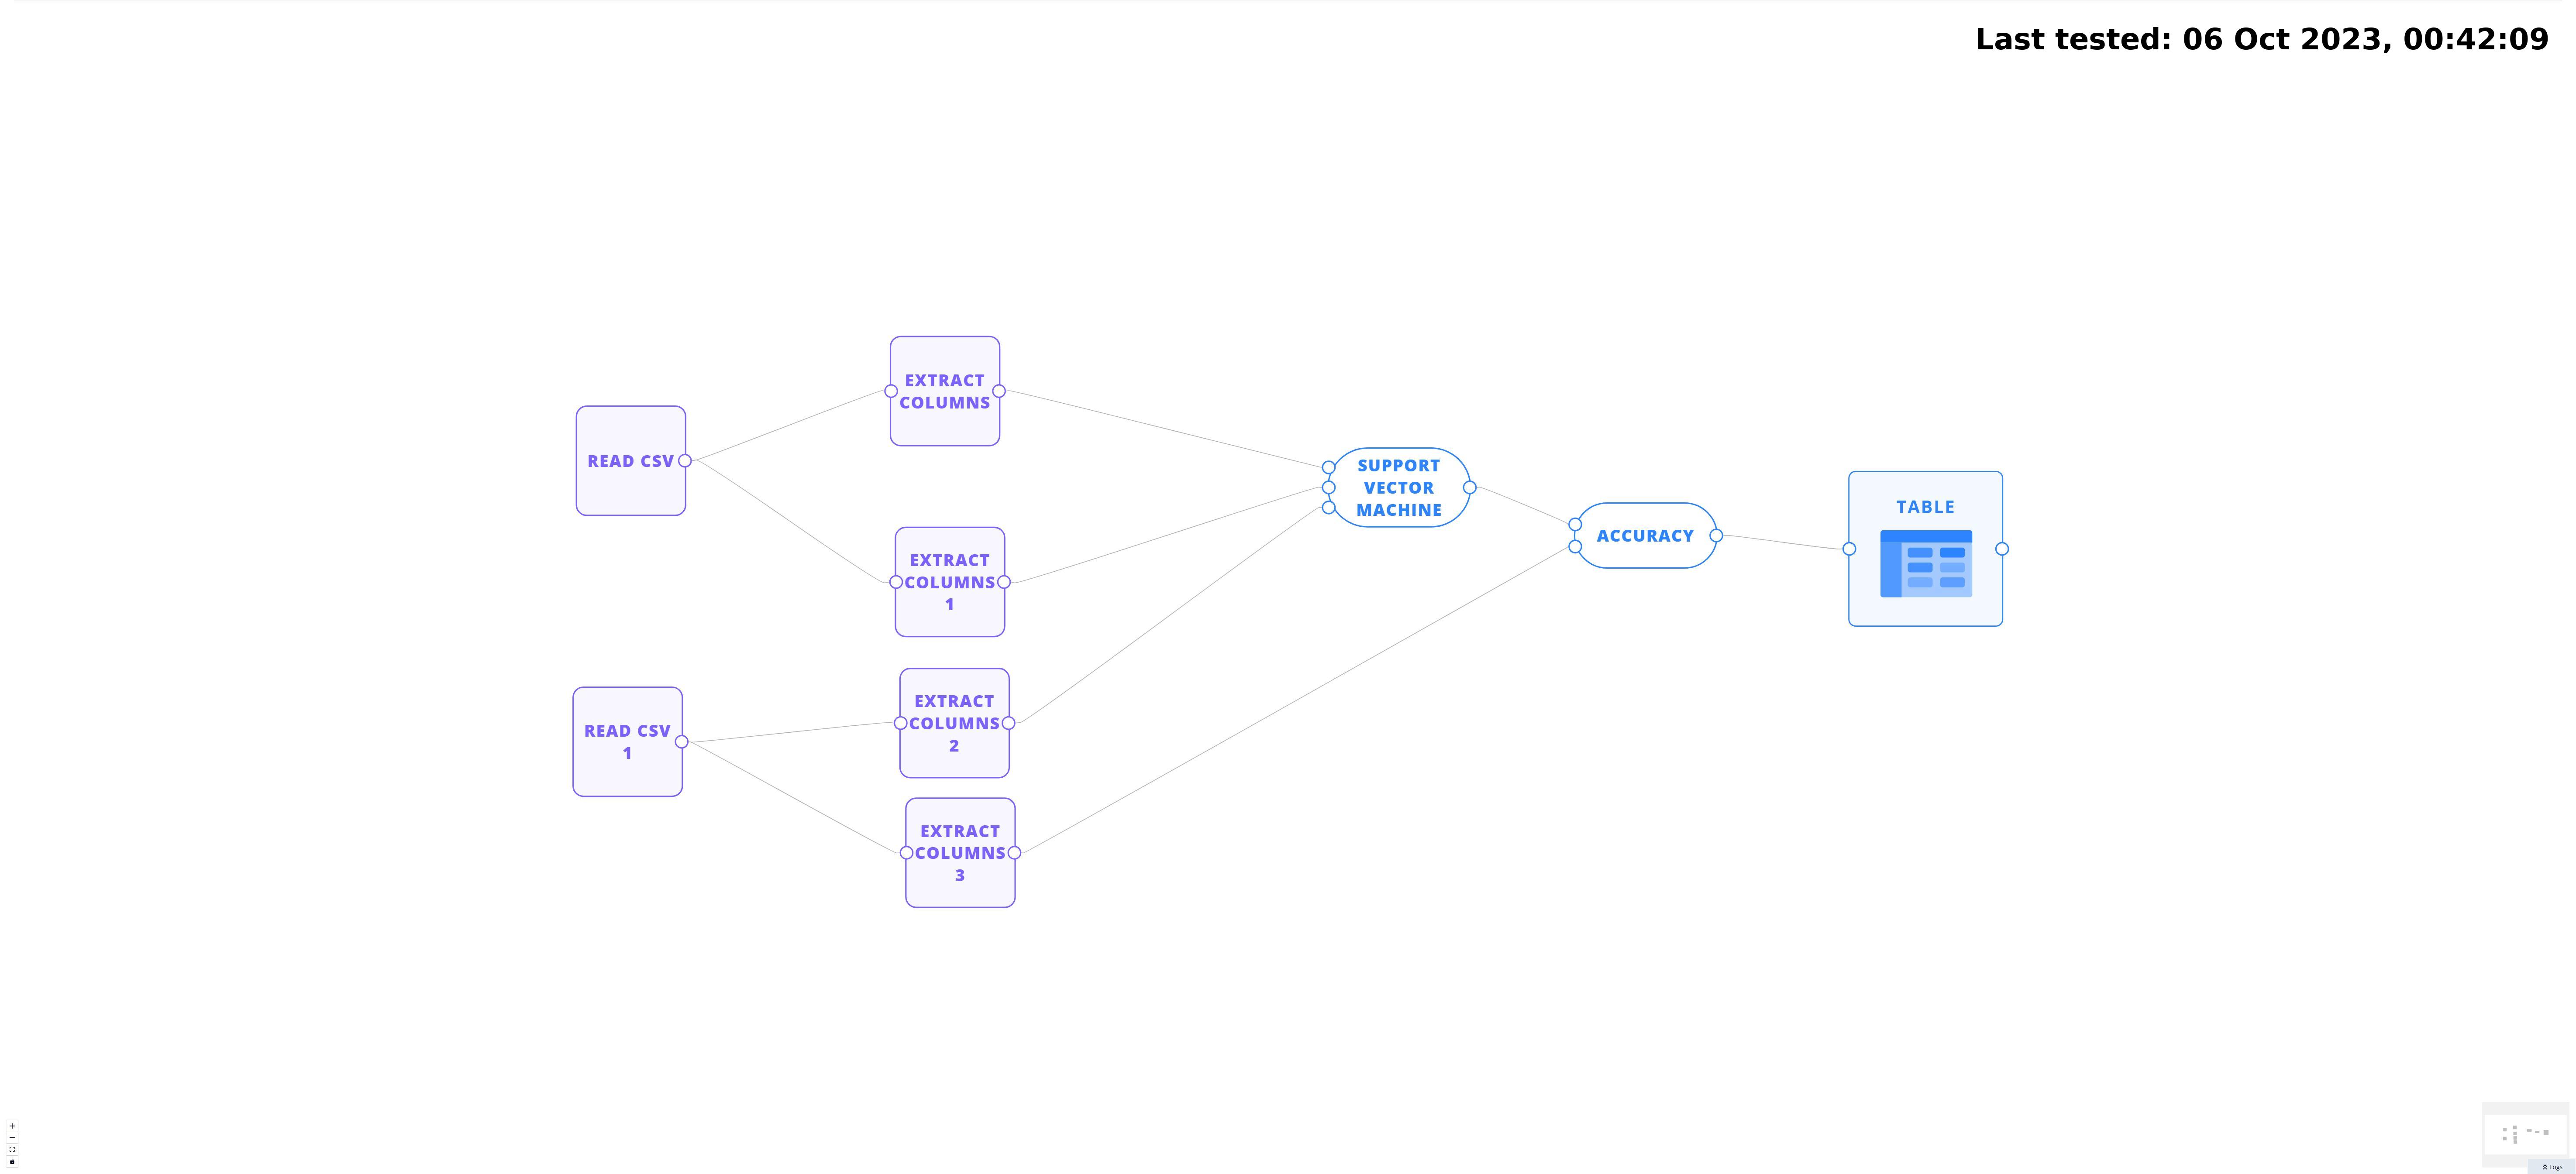 Last tested: 06 Oct 2023, 00:42:09
EXTRACT
COLUMNS
READ CSV
SUPPORT
VECTOR
MACHINE
TABLE
ACCURACY
EXTRACT
COLUMNS
1
EXTRACT
COLUMNS
2
READ CSV
1
EXTRACT
COLUMNS
3
Logs